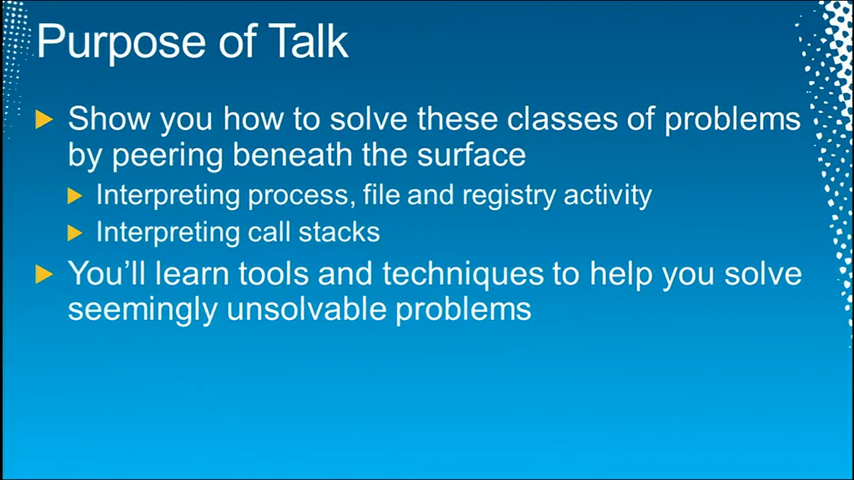 Purpose of Talk
Show you how to solve these classes of problems
by peering beneath the surface
Interpreting process, file and registry activity
Interpreting call stacks
You'll learn tools and techniques to help you solve
seemingly unsolvable problems